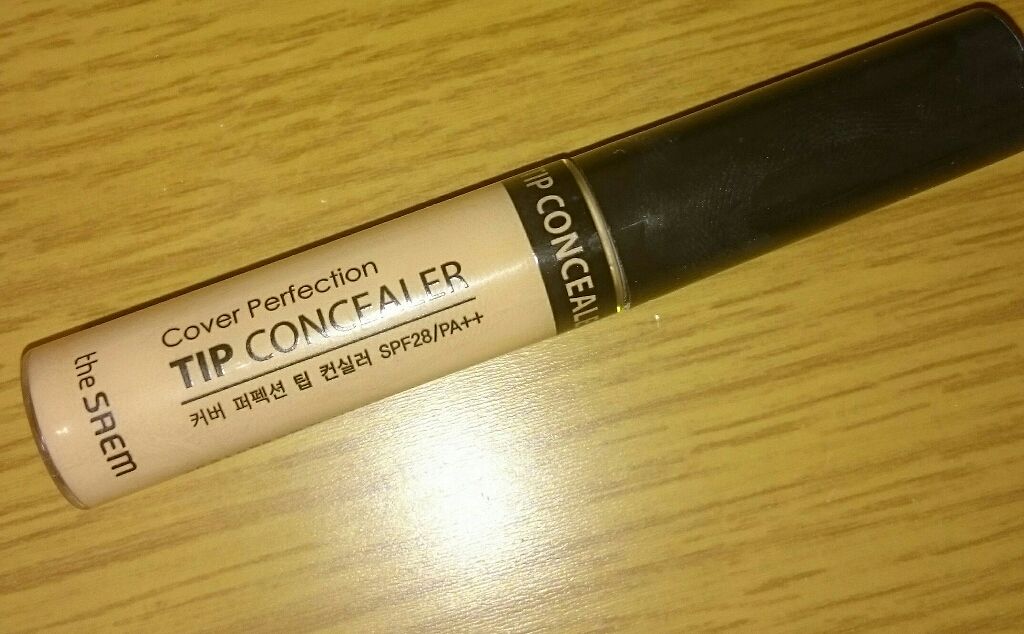 Cover Perfection
TIP CONCEALER
커버 퍼펙션 팁 컨실러 SPF28/PA++
the SAEM
TIP CONCEAL